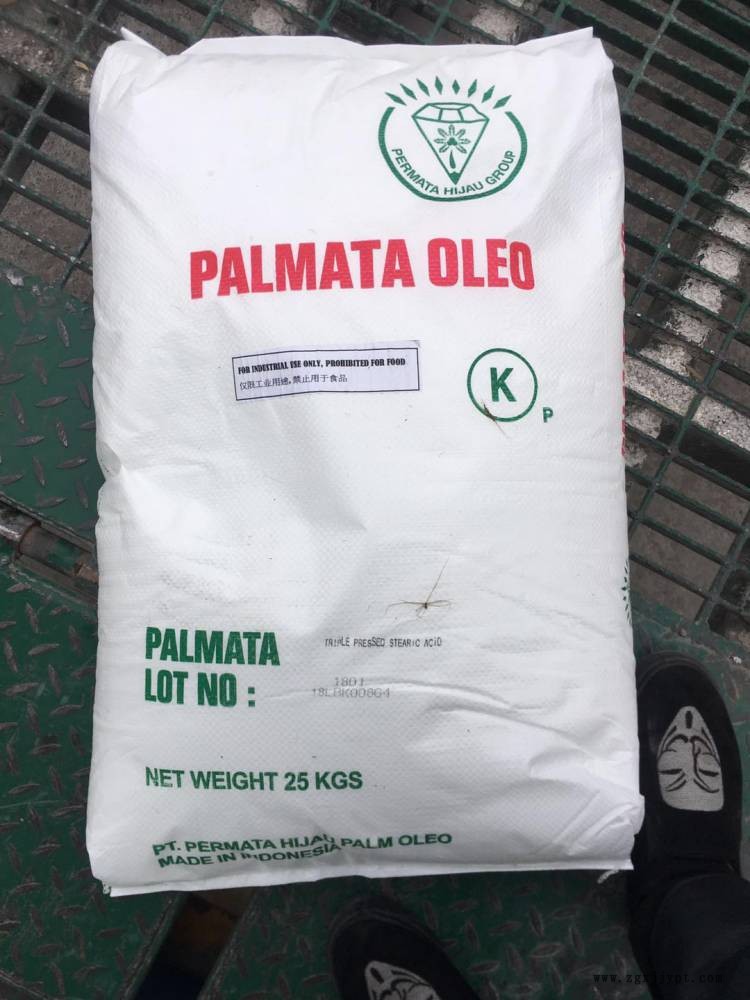 PERMATA HIJAU GROUP
PALMATA OLEO
FOR INDUSTRIAL USE ONLY, PROHIBITED FOR FOOD
仅限工业用途,禁止用于食品
K
P
PALMATA TRIPLE PRESSED STEARIC ACID
1801
LOT NO : 18LBK00864
NET WEIGHT 25 KGS
PT. PERMATA HIJAU PALM OLEO
MADE IN INDONESIA